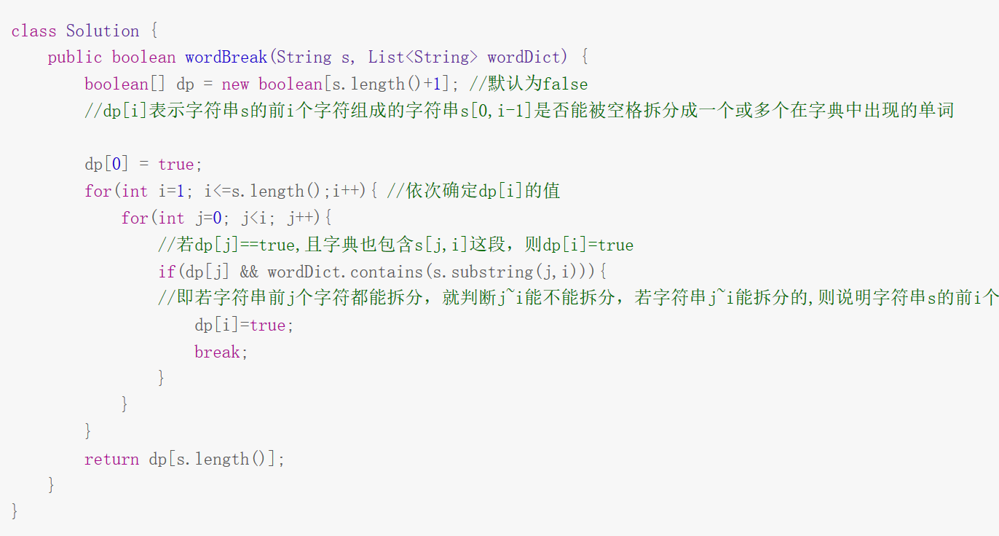 class Solution {
    public boolean wordBreak(String s, List<String> wordDict) {
        boolean[] dp = new boolean[s.length()+1]; //默认为false
        //dp[i]表示字符串s的前i个字符组成的字符串s[0,i-1]是否能被空格拆分成一个或多个在字典中出现的单词
        dp[0] = true;
        for(int i=1; i<=s.length();i++){ //依次确定dp[i]的值
            for(int j=0; j<i; j++){
                //若dp[j]==true,且字典也包含s[j,i]这段，则dp[i]=true
                if(dp[j] && wordDict.contains(s.substring(j,i))){
                //即若字符串前j个字符都能拆分，就判断j~i能不能拆分，若字符串j~i能拆分的,则说明字符串s的前i个
                    dp[i]=true;
                    break;
                }
            }
        }
        return dp[s.length()];
    }
}